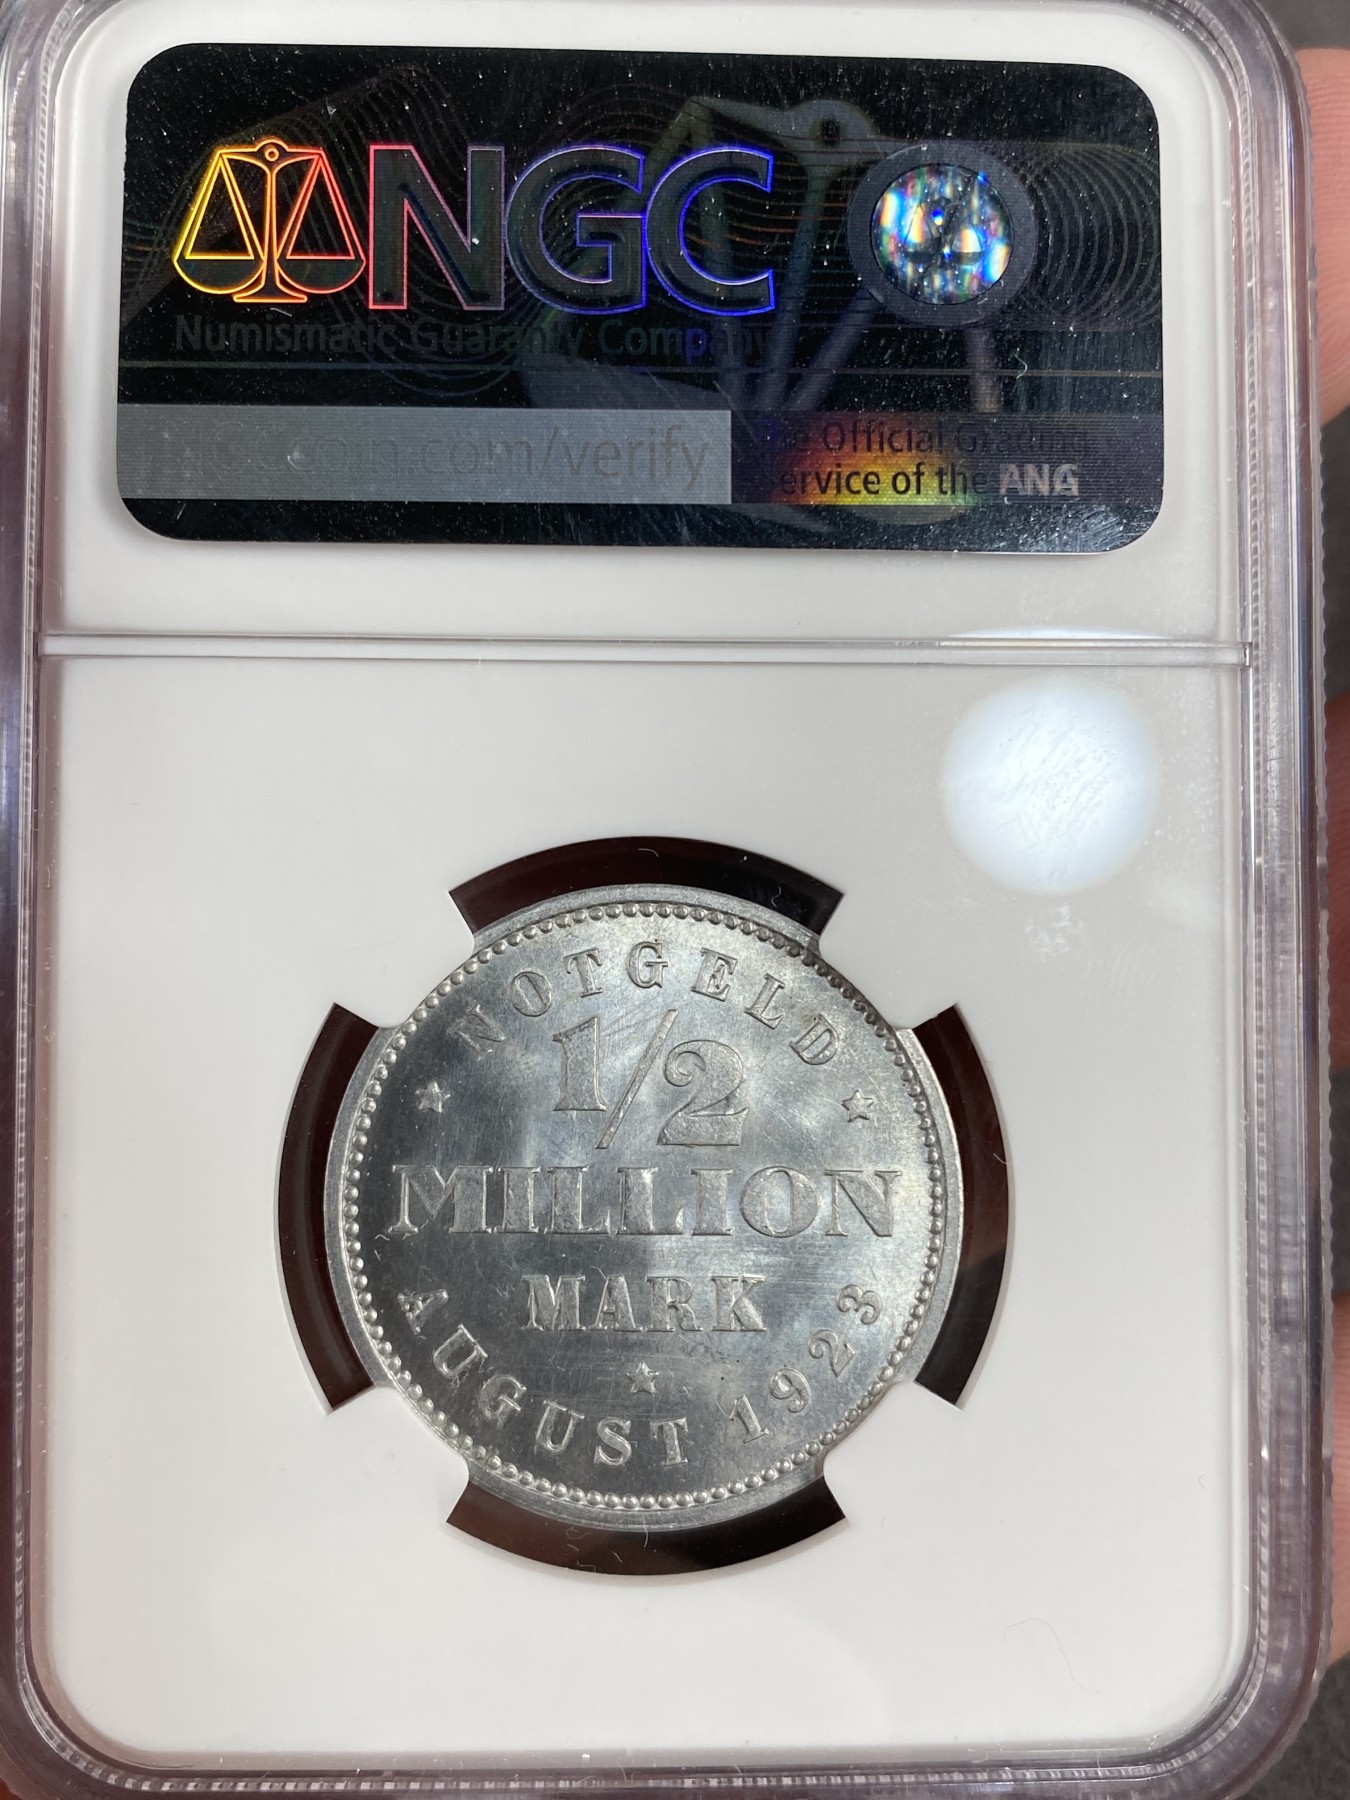 NGC
Numismatic Guaranty Company
NGCcoin.com/verify
The Official Grading
Service of the ANA
NOTGELD
1/2
MILLION
MARK
AUGUST 1923